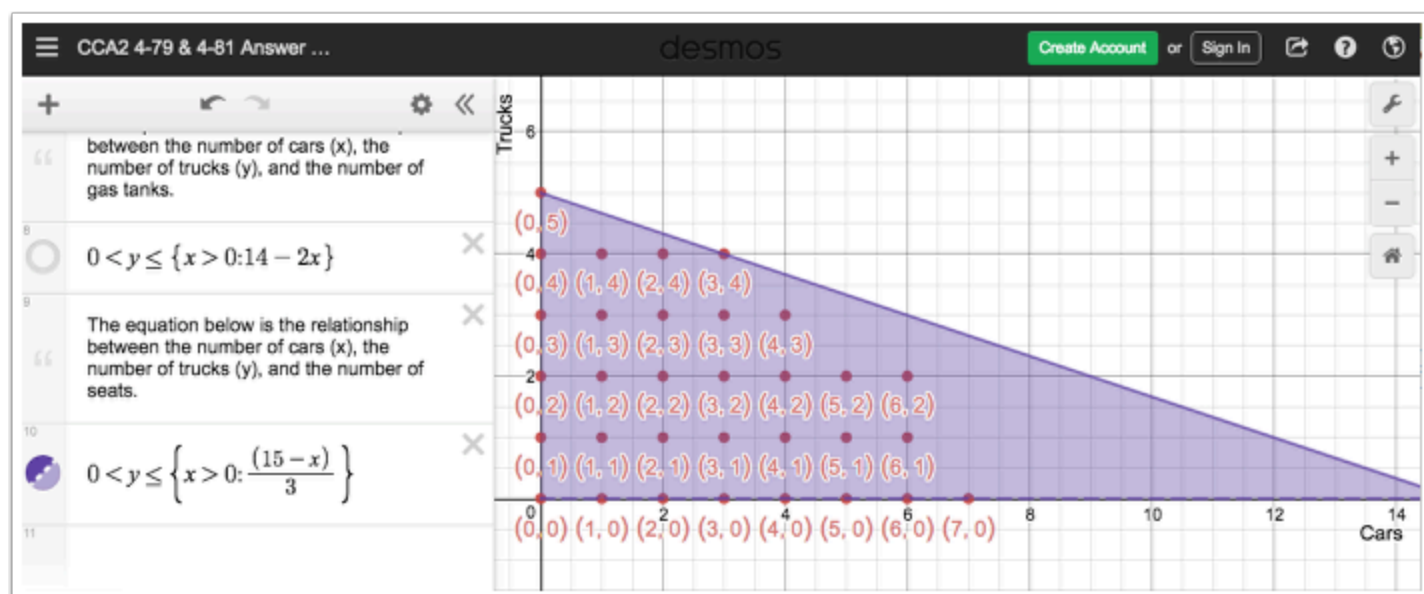 CCA2 4-79 & 4-81 Answer ...
desmos
Create Account or Sign In
between the number of cars (x), the
number of trucks (y), and the number of
gas tanks.
8
0 < y ≤ {x > 0: 14 − 2x}
9
The equation below is the relationship
between the number of cars (x), the
number of trucks (y), and the number of
seats.
10
0 < y ≤ {x > 0: (15 − x)/3}
11
Trucks
6
(0, 5)
4
(0, 4) (1, 4) (2, 4) (3, 4)
(0, 3) (1, 3) (2, 3) (3, 3) (4, 3)
2
(0, 2) (1, 2) (2, 2) (3, 2) (4, 2) (5, 2) (6, 2)
(0, 1) (1, 1) (2, 1) (3, 1) (4, 1) (5, 1) (6, 1)
0 2 4 6 8 10 12 14
(0, 0) (1, 0) (2, 0) (3, 0) (4, 0) (5, 0) (6, 0) (7, 0)
Cars